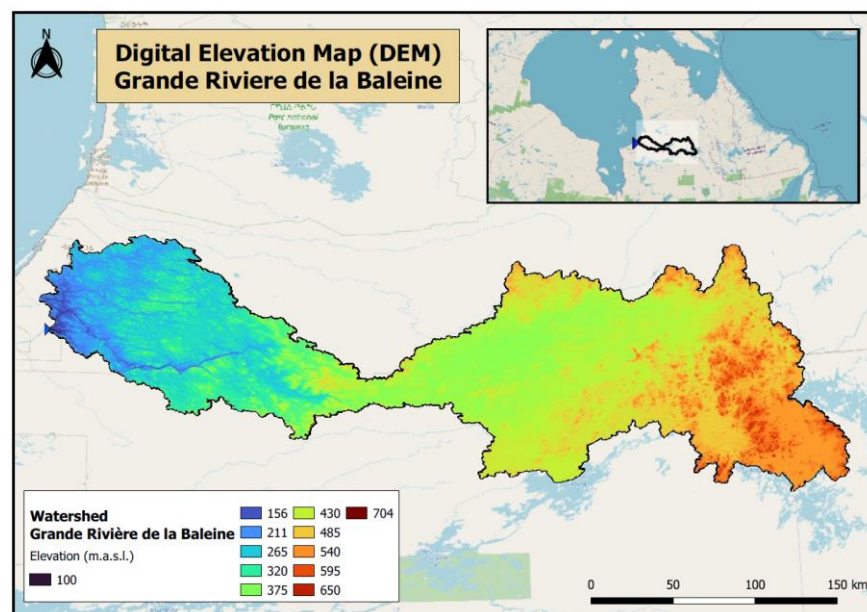 N
Digital Elevation Map (DEM)
Grande Riviere de la Baleine
Parc national
Tursujuq
Watershed
Grande Rivière de la Baleine
Elevation (m.a.s.l.)
100
156
211
265
320
375
430
485
540
595
650
704
0 50 100 150 km